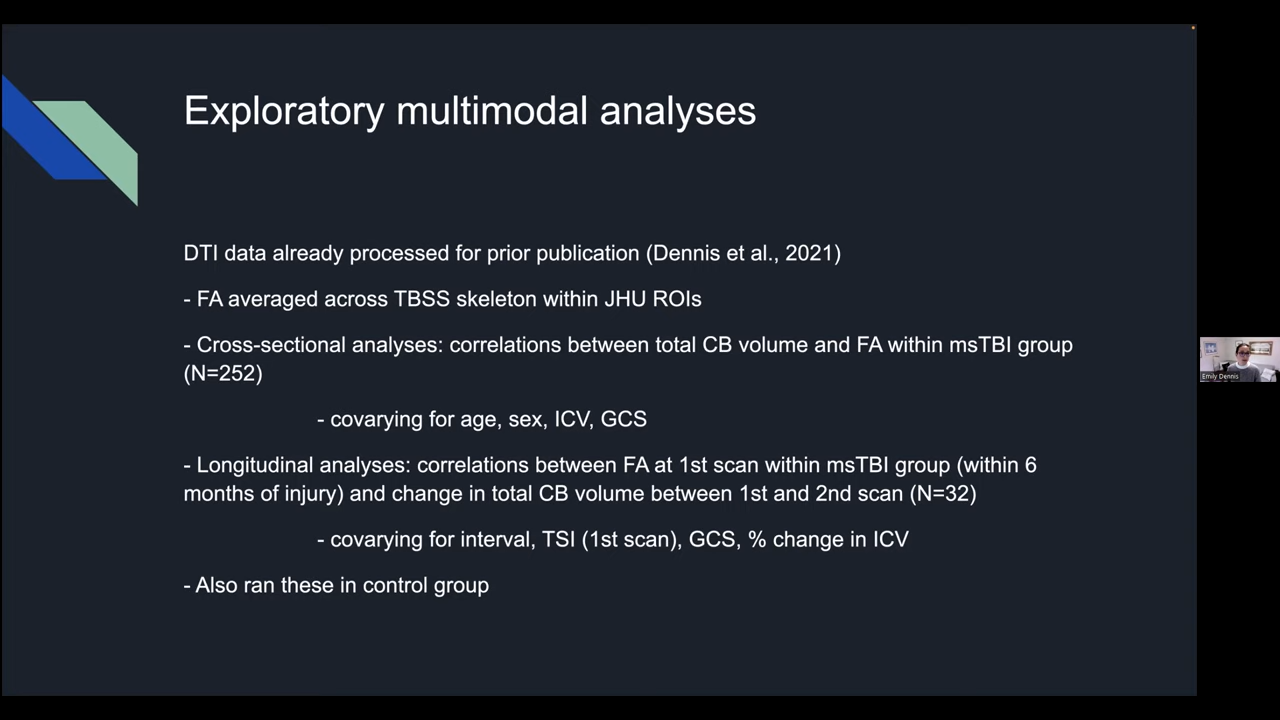 Exploratory multimodal analyses
DTI data already processed for prior publication (Dennis et al., 2021)
- FA averaged across TBSS skeleton within JHU ROIs
- Cross-sectional analyses: correlations between total CB volume and FA within msTBI group
(N=252)
- covarying for age, sex, ICV, GCS
- Longitudinal analyses: correlations between FA at 1st scan within msTBI group (within 6
months of injury) and change in total CB volume between 1st and 2nd scan (N=32)
- covarying for interval, TSI (1st scan), GCS, % change in ICV
- Also ran these in control group
Emily Dennis